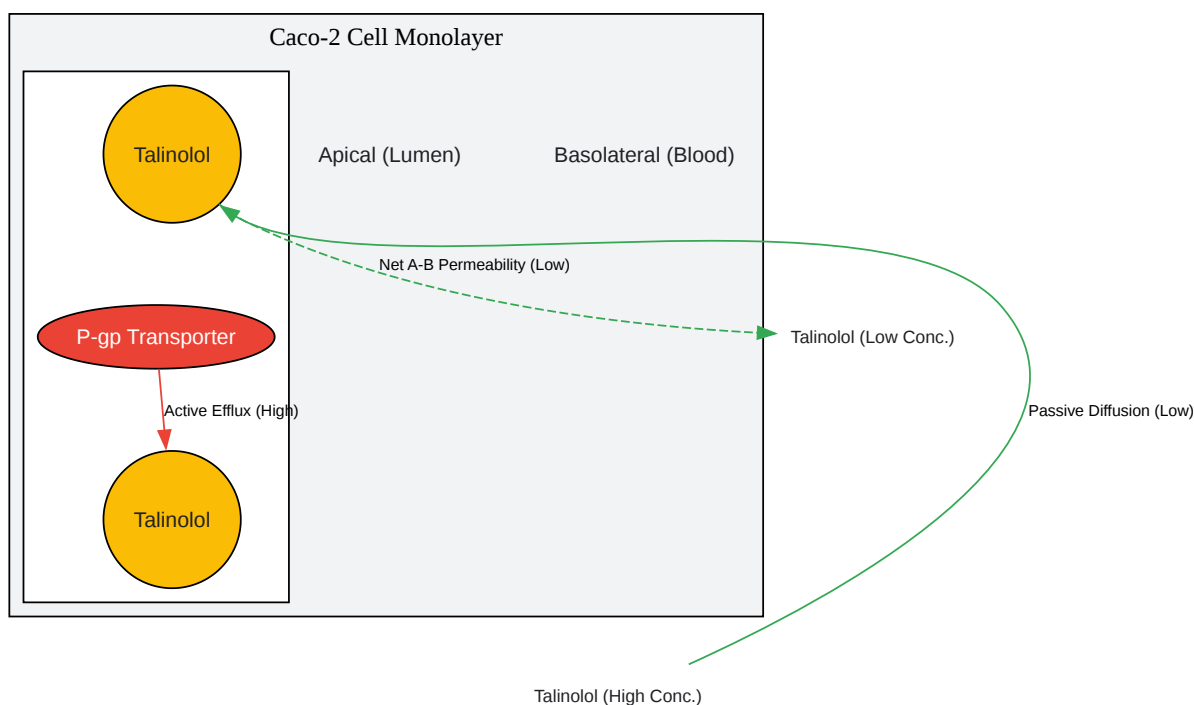 Caco-2 Cell Monolayer
Talinolol
Apical (Lumen)
Basolateral (Blood)
Net A-B Permeability (Low)
P-gp Transporter
Talinolol (Low Conc.)
Active Efflux (High)
Passive Diffusion (Low)
Talinolol
Talinolol (High Conc.)